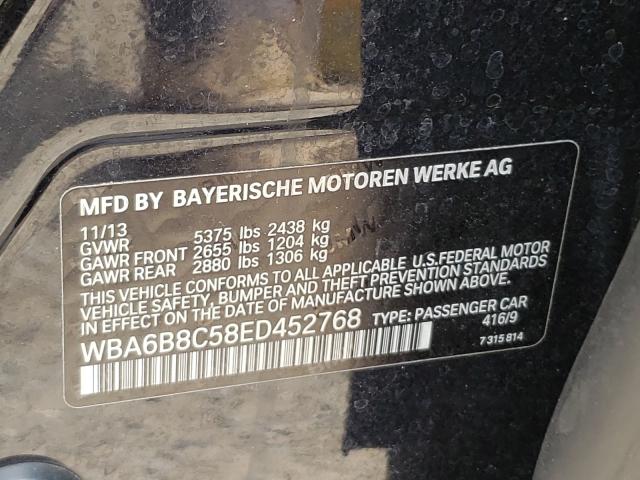 MFD BY BAYERISCHE MOTOREN WERKE AG
11/13
GVWR 5375 lbs 2438 kg
GAWR FRONT 2655 lbs 1204 kg
GAWR REAR 2880 lbs 1306 kg
THIS VEHICLE CONFORMS TO ALL APPLICABLE U.S.FEDERAL MOTOR
VEHICLE SAFETY, BUMPER AND THEFT PREVENTION STANDARDS
IN EFFECT ON THE DATE OF MANUFACTURE SHOWN ABOVE.
WBA6B8C58ED452768 TYPE: PASSENGER CAR
416/9
7 315 814